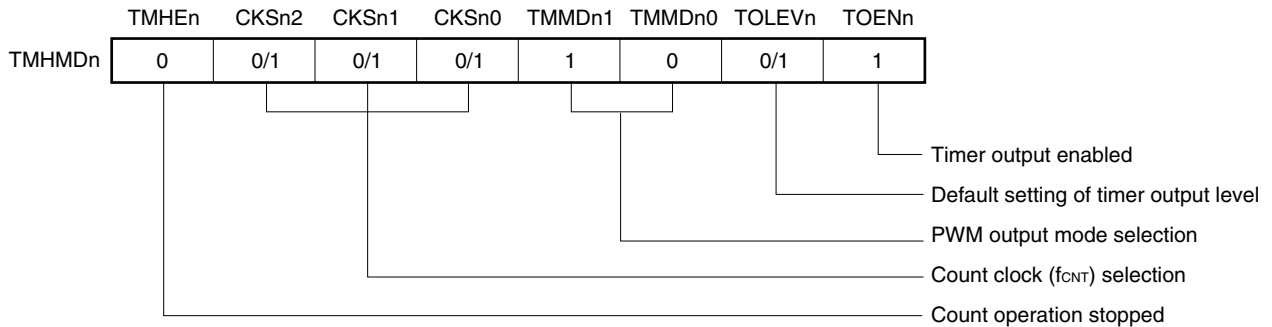 TMHEn CKSn2 CKSn1 CKSn0 TMMDn1 TMMDn0 TOLEVn TOENn
TMHMDn 0 0/1 0/1 0/1 1 0 0/1 1
Timer output enabled
Default setting of timer output level
PWM output mode selection
Count clock (fCNT) selection
Count operation stopped